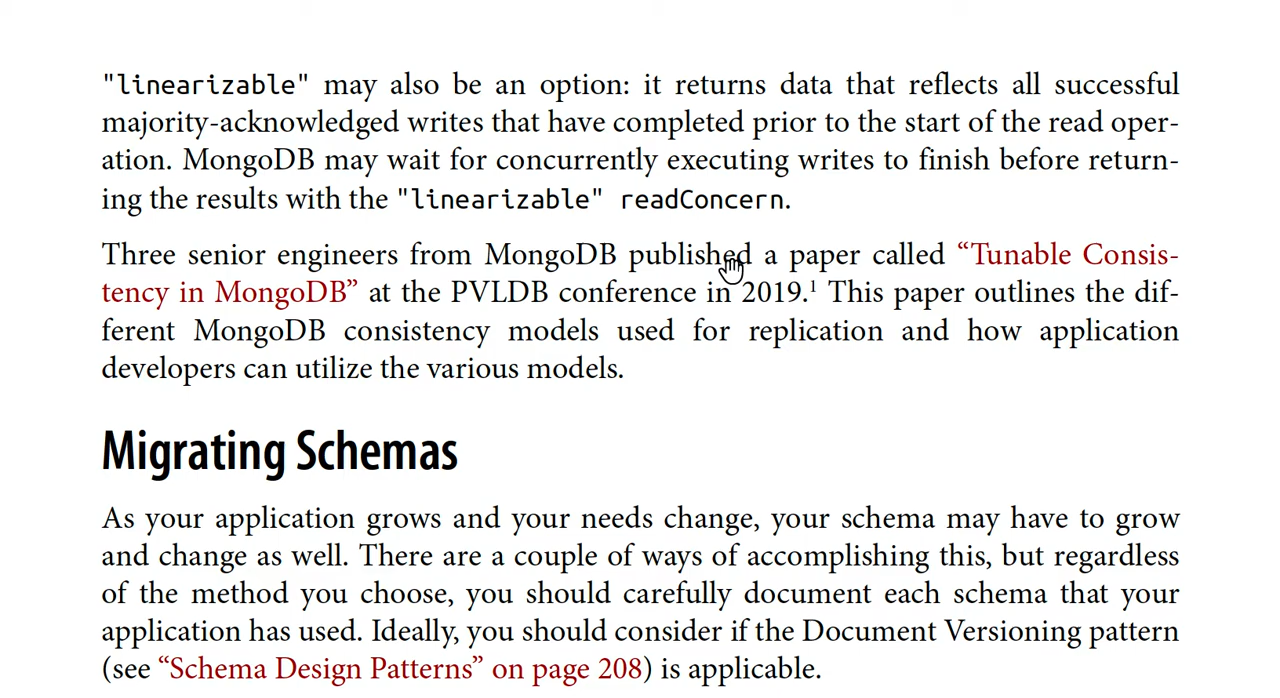 "linearizable" may also be an option: it returns data that reflects all successful
majority-acknowledged writes that have completed prior to the start of the read oper-
ation. MongoDB may wait for concurrently executing writes to finish before return-
ing the results with the "linearizable" readConcern.
Three senior engineers from MongoDB published a paper called “Tunable Consis-
tency in MongoDB” at the PVLDB conference in 2019.¹ This paper outlines the dif-
ferent MongoDB consistency models used for replication and how application
developers can utilize the various models.
Migrating Schemas
As your application grows and your needs change, your schema may have to grow
and change as well. There are a couple of ways of accomplishing this, but regardless
of the method you choose, you should carefully document each schema that your
application has used. Ideally, you should consider if the Document Versioning pattern
(see “Schema Design Patterns” on page 208) is applicable.